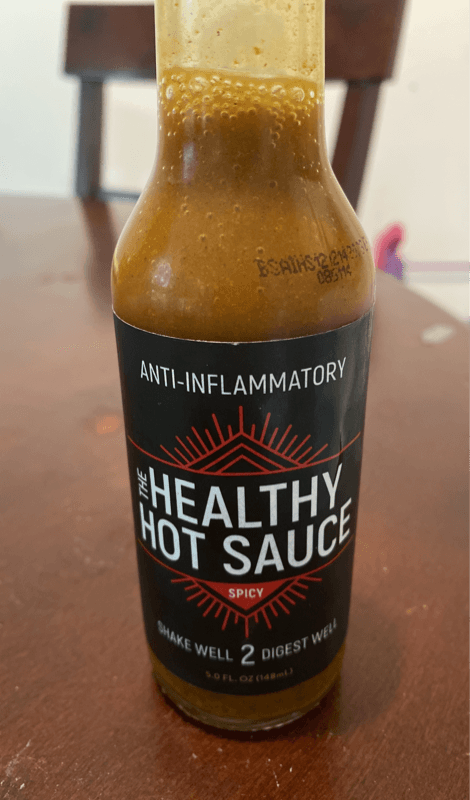 ANTI-INFLAMMATORY
THE
HEALTHY
HOT SAUCE
SPICY
SHAKE WELL 2 DIGEST WELL
5.0 FL. OZ (148mL)